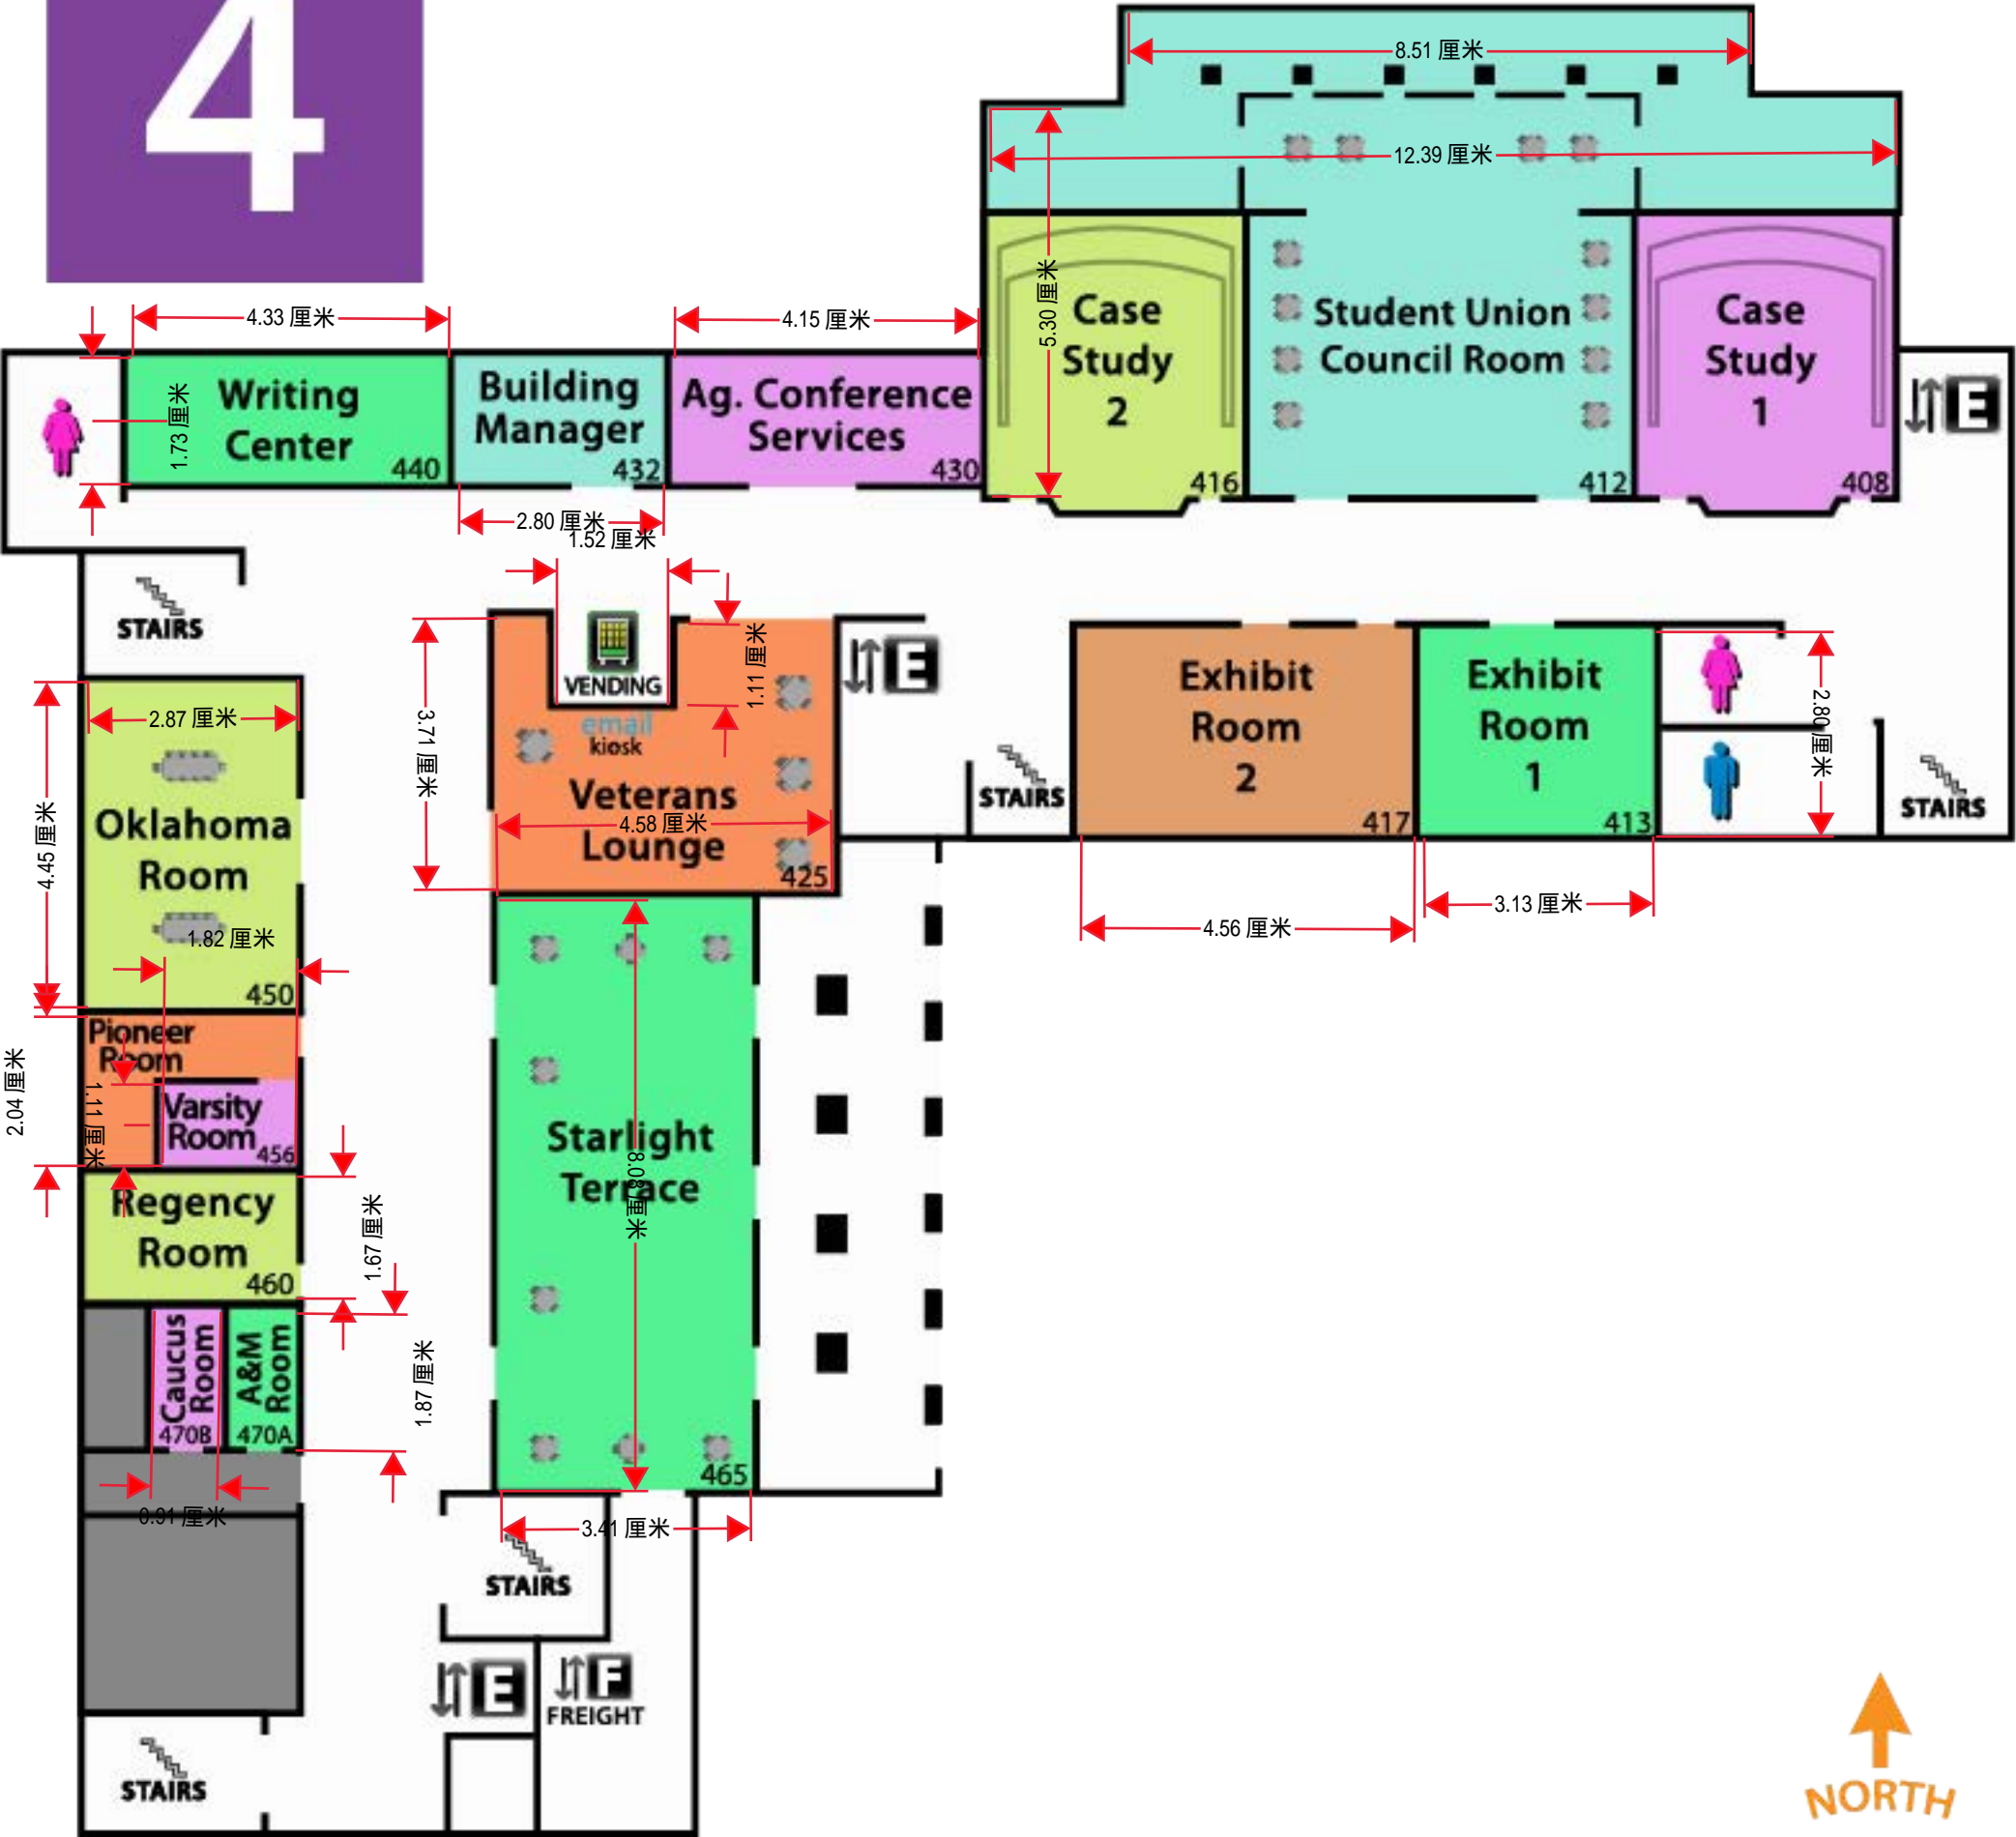 4
8.51 厘米
12.39 厘米
5.30 厘米
Case
Study
2
416
Student Union
Council Room
412
Case
Study
1
408
E
4.33 厘米
4.15 厘米
1.73 厘米
Writing
Center
440
Building
Manager
432
Ag. Conference
Services
430
2.80 厘米
1.52 厘米
STAIRS
VENDING
1.11 厘米
3.71 厘米
email
kiosk
Veterans
4.58 厘米
Lounge
425
E
STAIRS
Exhibit
Room
2
417
Exhibit
Room
1
413
2.80 厘米
STAIRS
4.56 厘米
3.13 厘米
2.87 厘米
4.45 厘米
Oklahoma
Room
1.82 厘米
450
Pioneer
Room
2.04 厘米
1.11 厘米
Varsity
Room
456
Regency
Room
460
1.67 厘米
Caucus
Room
470B
A&M
Room
470A
1.87 厘米
0.91 厘米
Starlight
Terrace
8.08 厘米
465
3.41 厘米
STAIRS
E
F
FREIGHT
STAIRS
NORTH